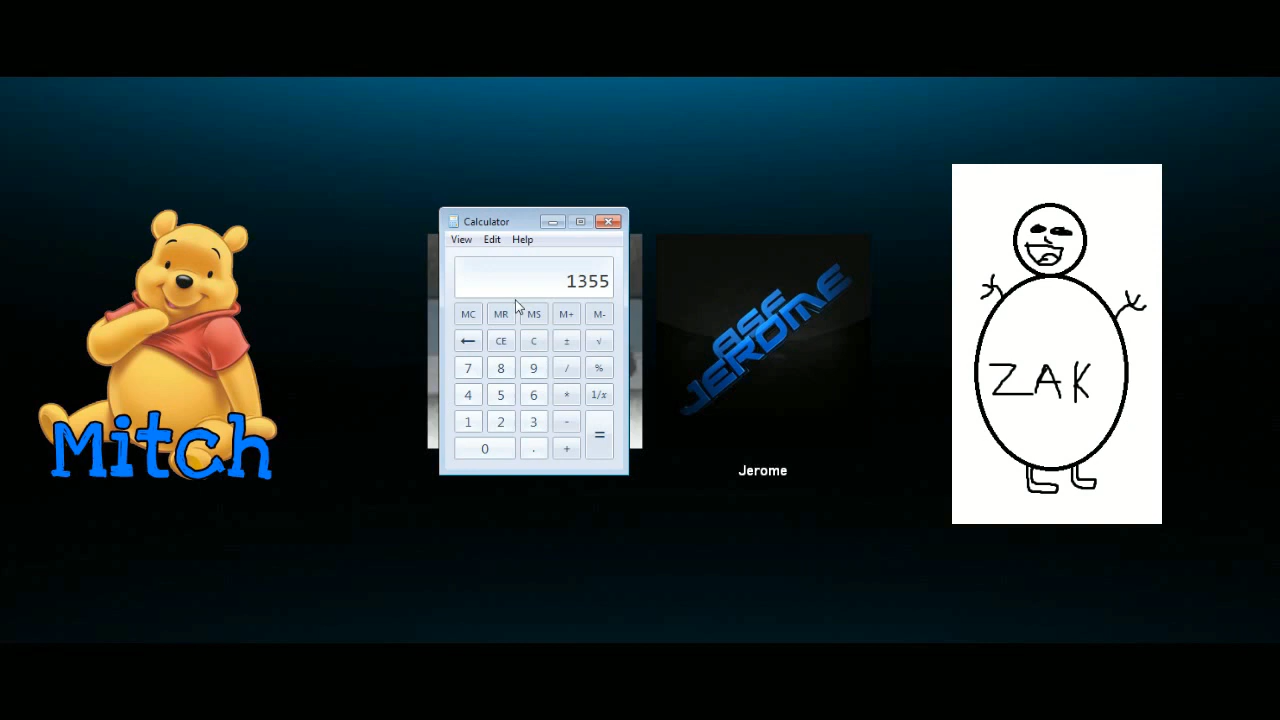 Mitch
Calculator
View Edit Help
1355
MC MR MS M+ M-
← CE C ± √
7 8 9 / %
4 5 6 * 1/x
1 2 3 - =
0 . +
ASF
JEROME
Jerome
ZAK